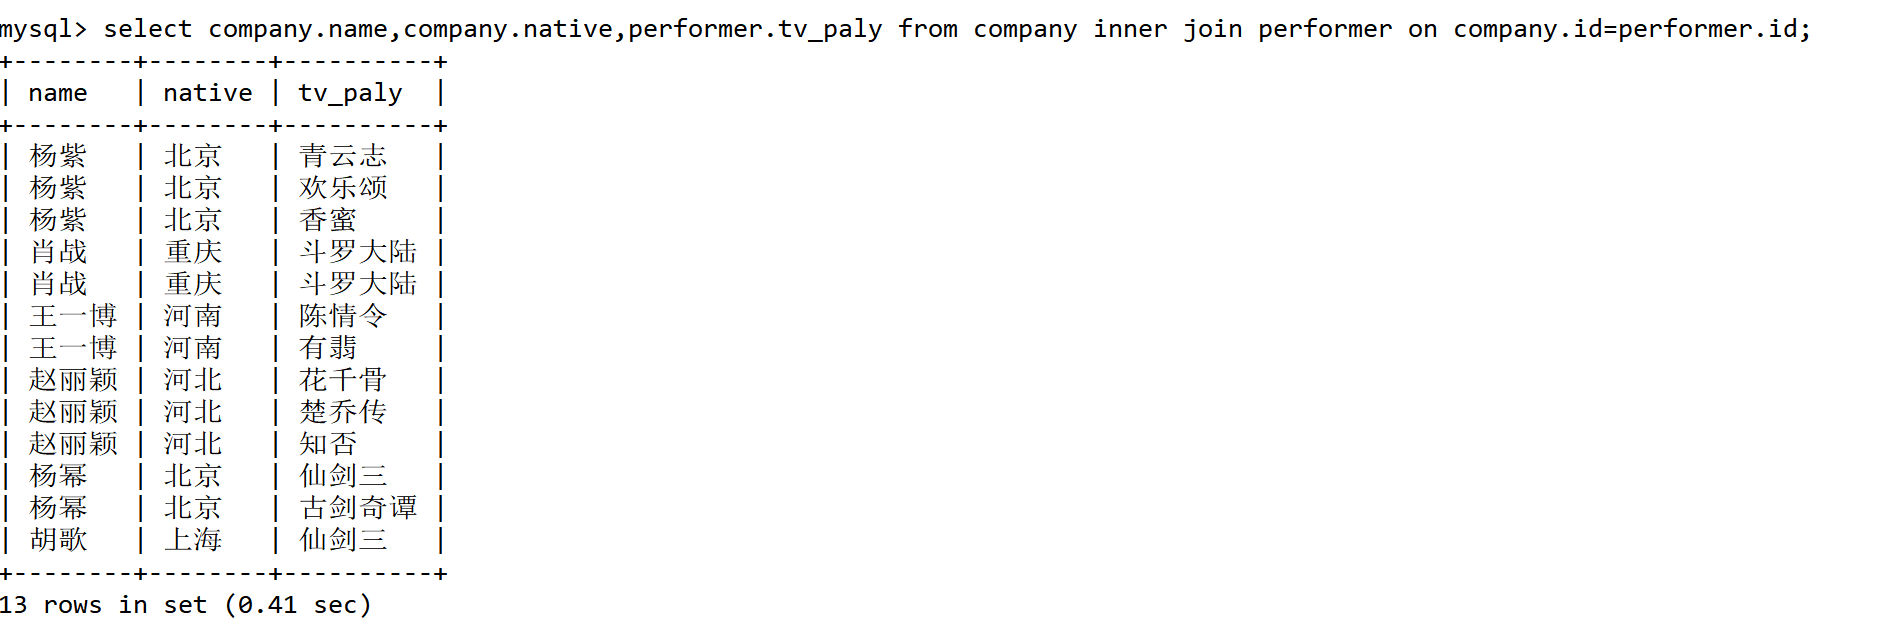 mysql> select company.name,company.native,performer.tv_paly from company inner join performer on company.id=performer.id;
+--------+--------+----------+
| name   | native | tv_paly  |
+--------+--------+----------+
| 杨紫   | 北京   | 青云志   |
| 杨紫   | 北京   | 欢乐颂   |
| 杨紫   | 北京   | 香蜜     |
| 肖战   | 重庆   | 斗罗大陆 |
| 肖战   | 重庆   | 斗罗大陆 |
| 王一博 | 河南   | 陈情令   |
| 王一博 | 河南   | 有翡     |
| 赵丽颖 | 河北   | 花千骨   |
| 赵丽颖 | 河北   | 楚乔传   |
| 赵丽颖 | 河北   | 知否     |
| 杨幂   | 北京   | 仙剑三   |
| 杨幂   | 北京   | 古剑奇谭 |
| 胡歌   | 上海   | 仙剑三   |
+--------+--------+----------+
13 rows in set (0.41 sec)